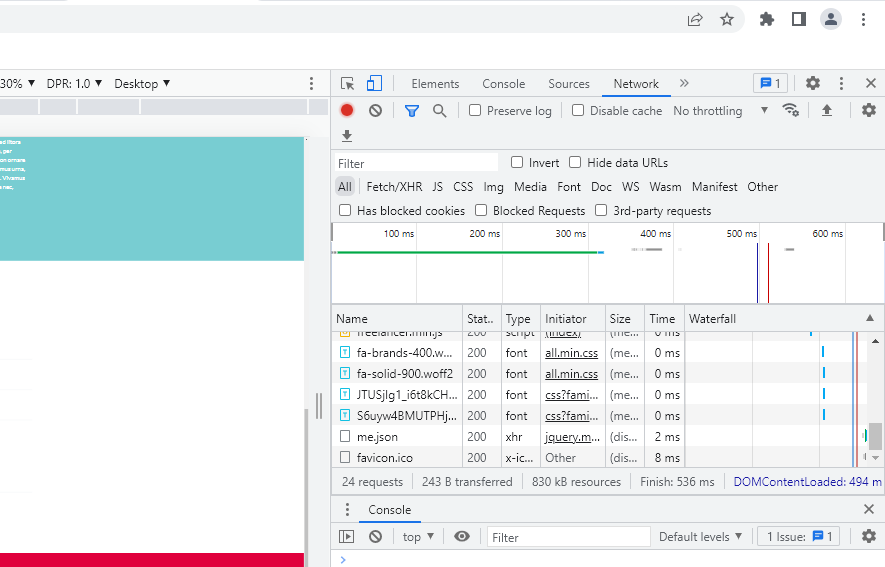 30% ▼ DPR: 1.0 ▼ Desktop ▼
Elements Console Sources Network » 1
Preserve log Disable cache No throttling ▼
Filter Invert Hide data URLs
All Fetch/XHR JS CSS Img Media Font Doc WS Wasm Manifest Other
Has blocked cookies Blocked Requests 3rd-party requests
100 ms 200 ms 300 ms 400 ms 500 ms 600 ms
Name Stat.. Type Initiator Size Time Waterfall
freelancer.min.js 200 script (index) (me... 0 ms
fa-brands-400.w... 200 font all.min.css (me... 0 ms
fa-solid-900.woff2 200 font all.min.css (me... 0 ms
JTUSjIg1_i6t8kCH... 200 font css?fami... (me... 0 ms
S6uyw4BMUTPHj... 200 font css?fami... (me... 0 ms
me.json 200 xhr jquery.m... (dis... 2 ms
favicon.ico 200 x-ic... Other (dis... 8 ms
24 requests 243 B transferred 830 kB resources Finish: 536 ms DOMContentLoaded: 494 m
Console
top ▼ Filter Default levels ▼ 1 Issue: 1